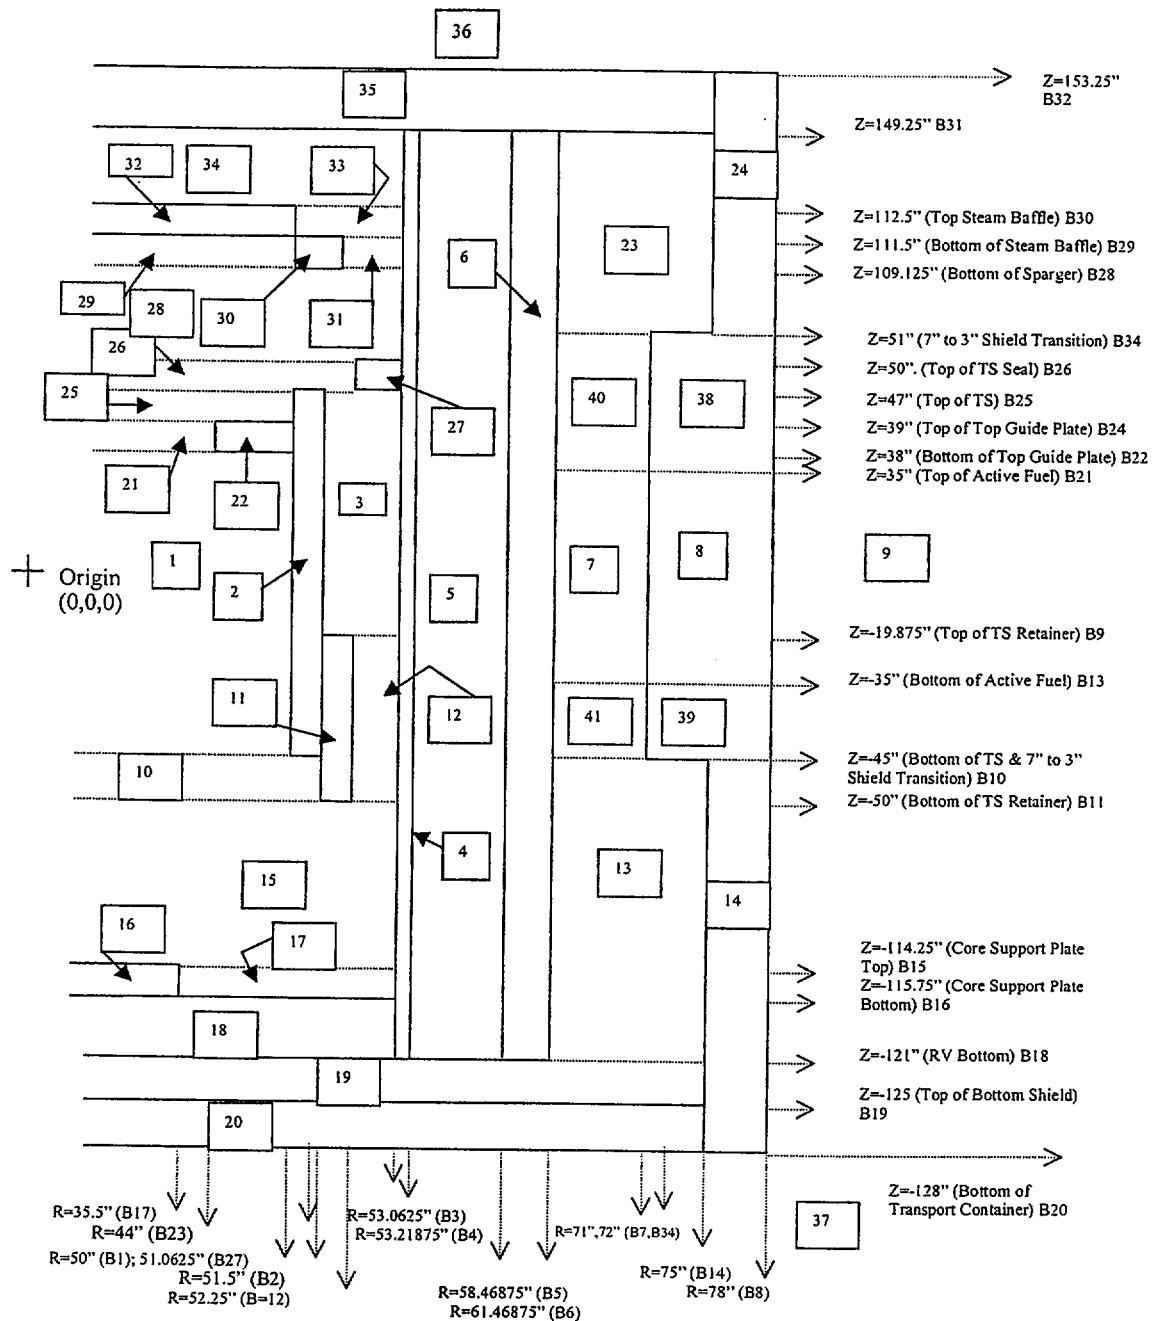 36
35
Z=153.25"
B32
Z=149.25" B31
32
34
33
24
Z=112.5" (Top Steam Baffle) B30
23
6
Z=111.5" (Bottom of Steam Baffle) B29
Z=109.125" (Bottom of Sparger) B28
29
28
30
31
Z=51" (7" to 3" Shield Transition) B34
26
Z=50". (Top of TS Seal) B26
25
40
38
Z=47" (Top of TS) B25
27
Z=39" (Top of Top Guide Plate) B24
Z=38" (Bottom of Top Guide Plate) B22
21
22
3
Z=35" (Top of Active Fuel) B21
1
7
8
9
Origin
(0,0,0)
2
5
Z=-19.875" (Top of TS Retainer) B9
11
Z=-35" (Bottom of Active Fuel) B13
12
41
39
10
Z=-45" (Bottom of TS & 7" to 3"
Shield Transition) B10
Z=-50" (Bottom of TS Retainer) B11
4
13
15
14
16
17
Z=-114.25" (Core Support Plate
Top) B15
Z=-115.75" (Core Support Plate
Bottom) B16
18
Z=-121" (RV Bottom) B18
19
Z=-125 (Top of Bottom Shield)
B19
20
Z=-128" (Bottom of
Transport Container) B20
37
R=35.5" (B17)
R=44" (B23)
R=50" (B1); 51.0625" (B27)
R=51.5" (B2)
R=52.25" (B=12)
R=53.0625" (B3)
R=53.21875" (B4)
R=58.46875" (B5)
R=61.46875" (B6)
R=71",72" (B7,B34)
R=75" (B14)
R=78" (B8)